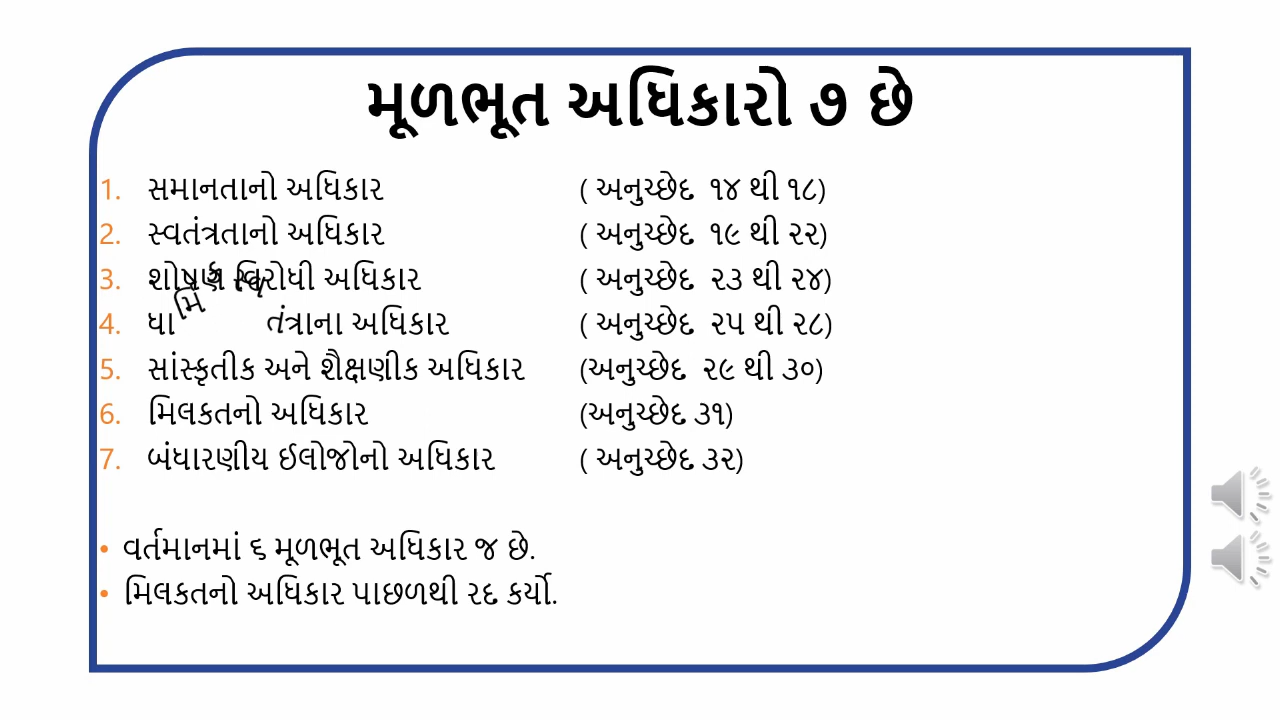 મૂળભૂત અધિકારો ૭ છે
1. સમાનતાનો અધિકાર ( અનુચ્છેદ ૧૪ થી ૧૮)
2. સ્વતંત્રતાનો અધિકાર ( અનુચ્છેદ ૧૯ થી ૨૨)
3. શોષણ વિરોધી અધિકાર ( અનુચ્છેદ ૨૩ થી ૨૪)
4. અધિકાર ( અનુચ્છેદ ૨૫ થી ૨૮)
5. સાંસ્કૃતીક અને શૈક્ષણીક અધિકાર (અનુચ્છેદ ૨૯ થી ૩૦)
6. મિલકતનો અધિકાર (અનુચ્છેદ ૩૧)
7. બંધારણીય ઈલોજોનો અધિકાર ( અનુચ્છેદ ૩૨)
• વર્તમાનમાં ૬ મૂળભૂત અધિકાર જ છે.
• મિલકતનો અધિકાર પાછળથી રદ કર્યો.